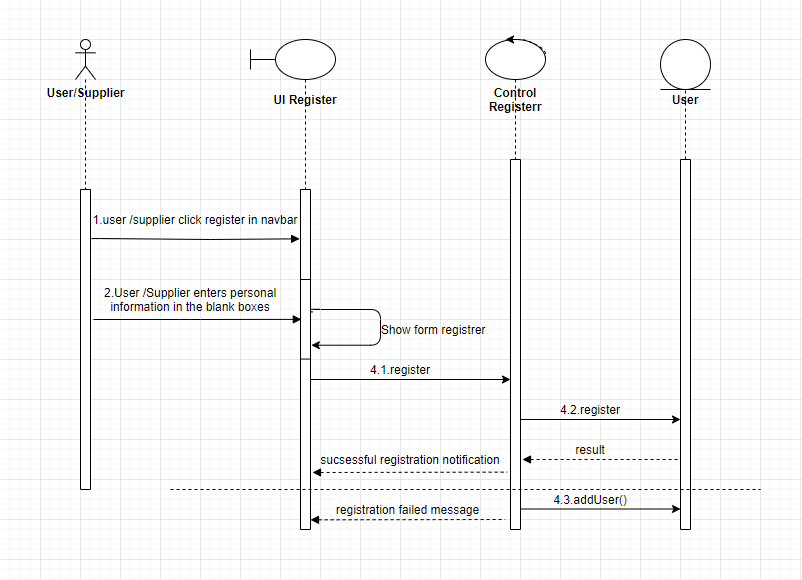 User/Supplier
UI Register
Control
Registerr
User
1.user /supplier click register in navbar
2.User /Supplier enters personal
information in the blank boxes
Show form registrer
4.1.register
4.2.register
result
sucsessful registration notification
4.3.addUser()
registration failed message